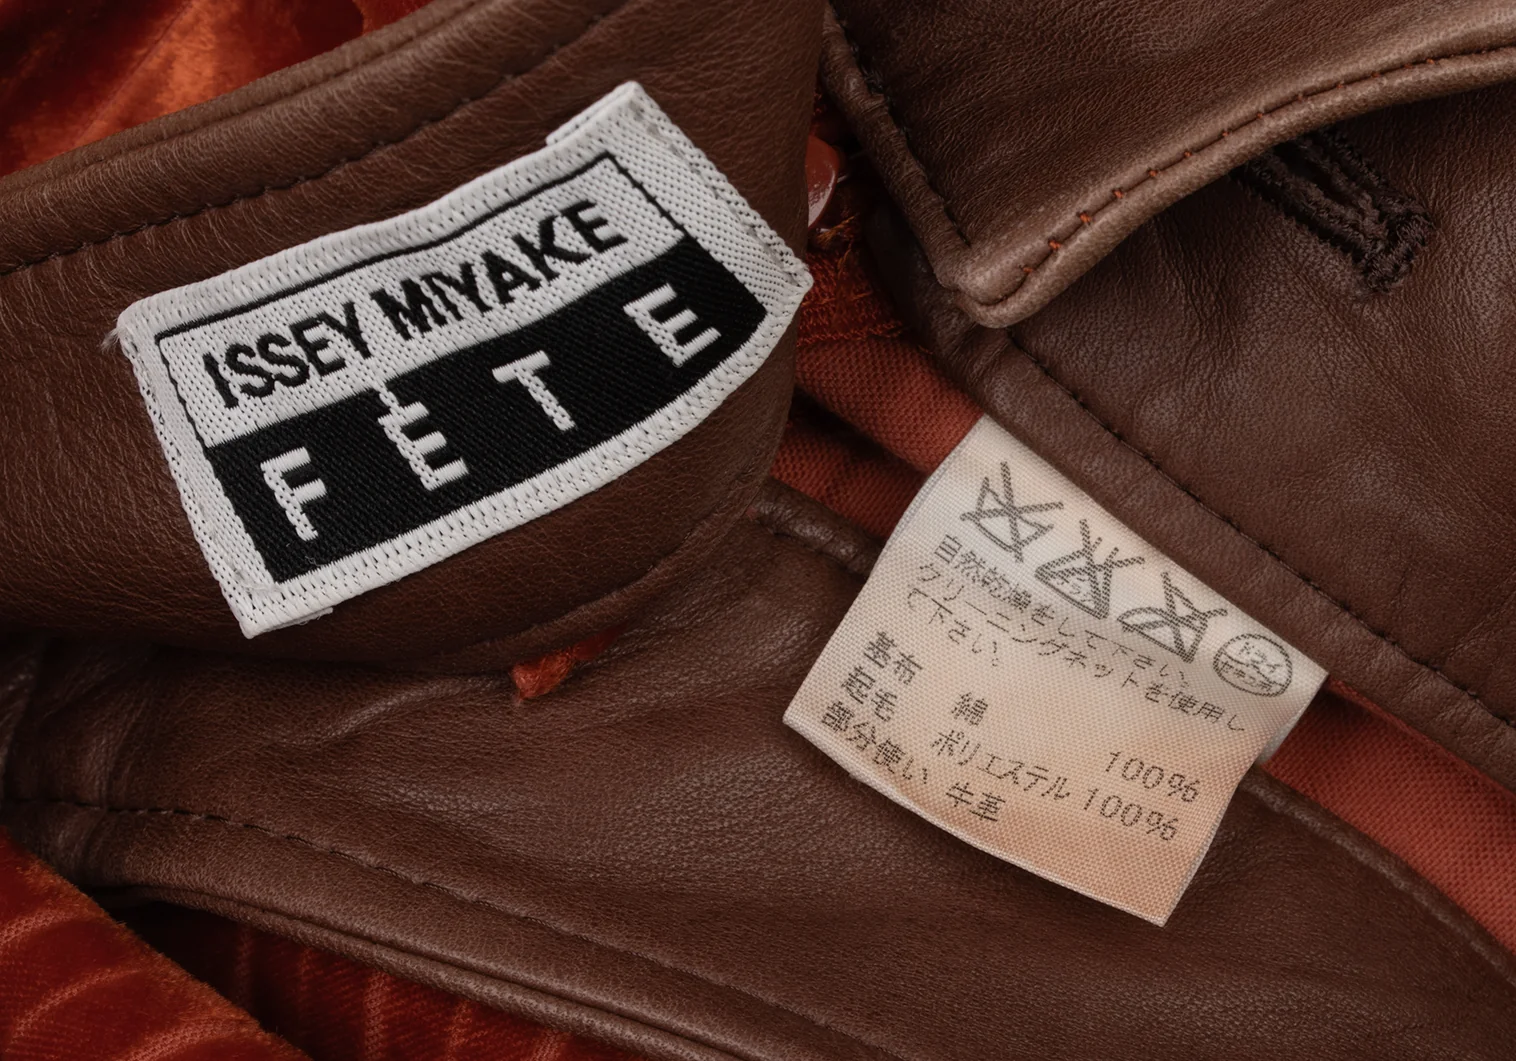 ISSEY MIYAKE
FETE
自然乾燥をして下さい。
クリーニングネットを使用し
て下さい。
基布 綿 100%
起毛 ポリエステル 100%
部分使い 牛革